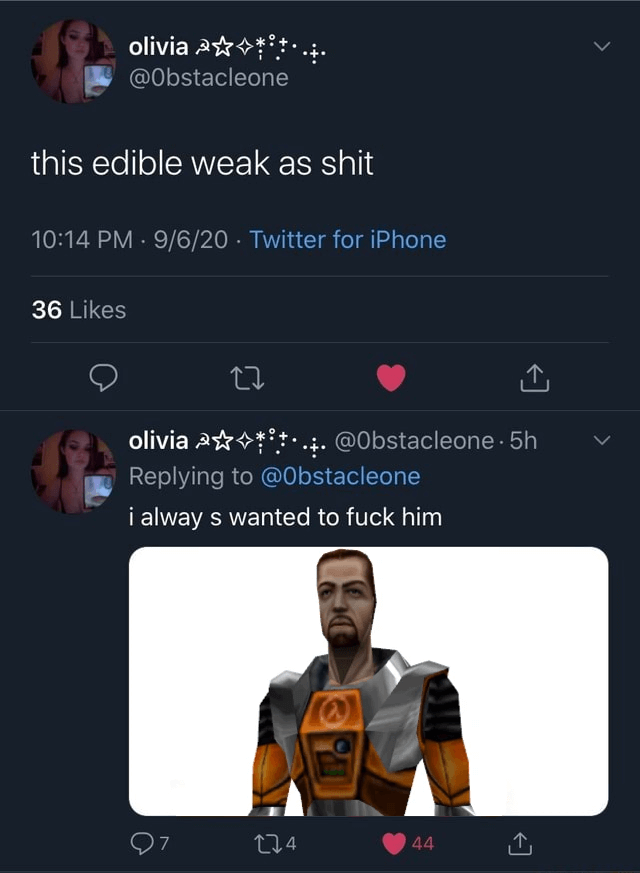 olivia ☭☆✧*̩̩̥͙˚̩̥̩̥·̩̩̥͙
@0bstacleone
this edible weak as shit
10:14 PM · 9/6/20 · Twitter for iPhone
36 Likes
olivia @0bstacleone · 5h
Replying to @0bstacleone
i alway s wanted to fuck him
7 4 44